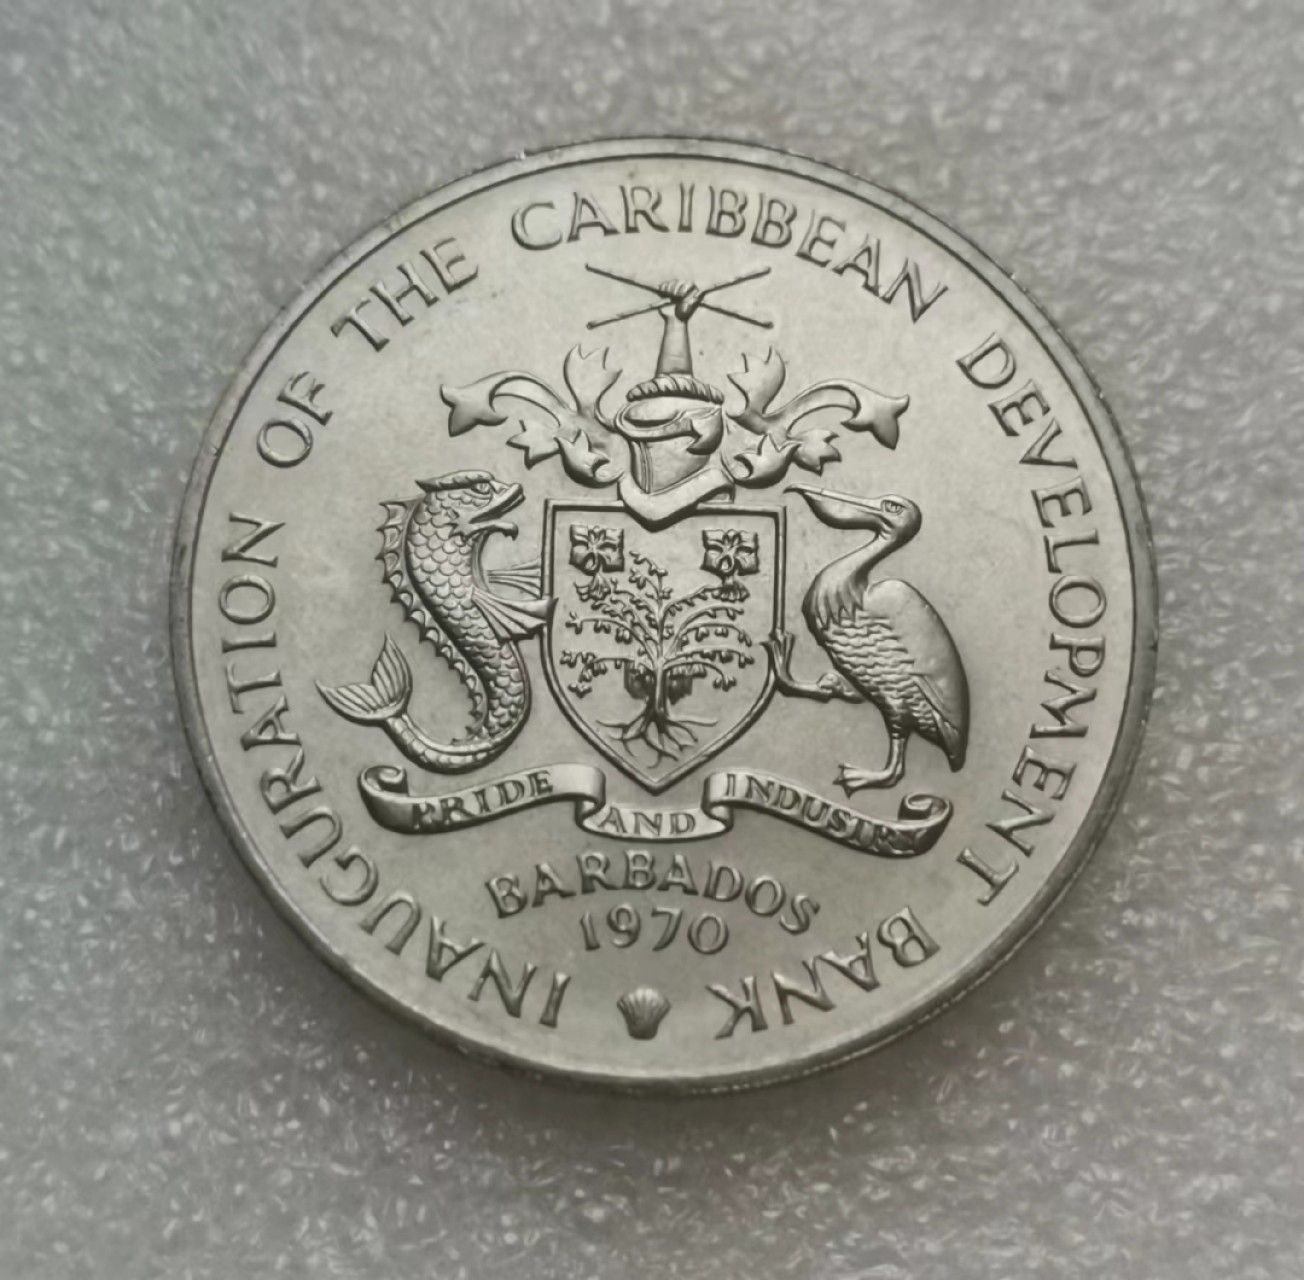 INAUGURATION OF THE CARIBBEAN DEVELOPMENT BANK
PRIDE AND INDUSTRY
BARBADOS
1970